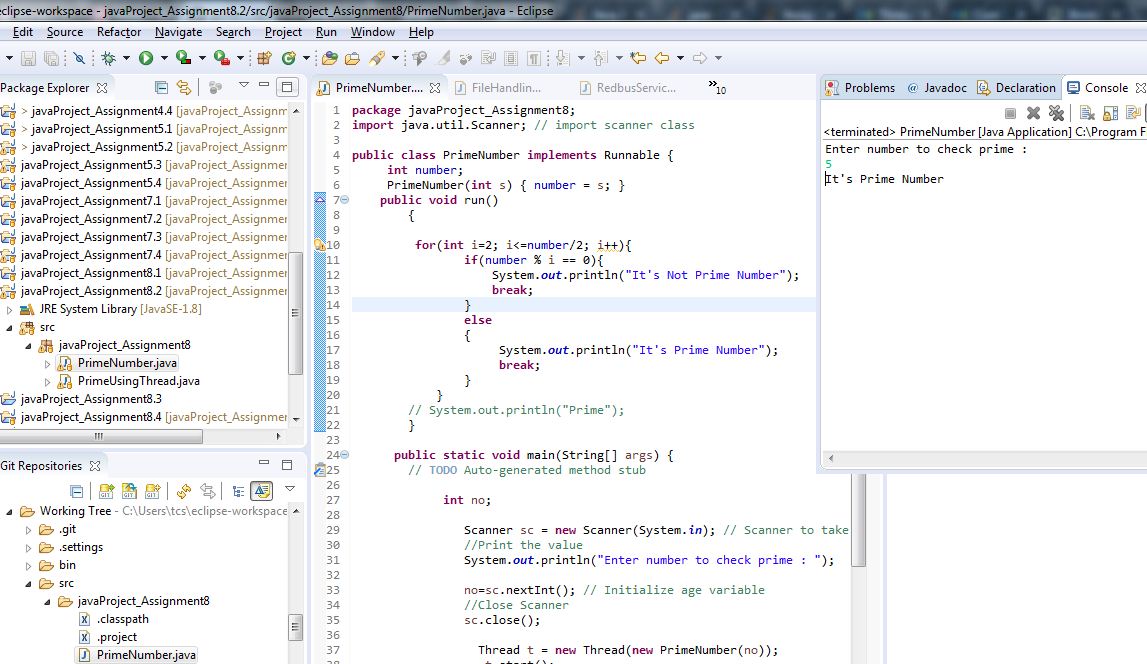 eclipse-workspace - javaProject_Assignment8.2/src/javaProject_Assignment8/PrimeNumber.java - Eclipse
Edit Source Refactor Navigate Search Project Run Window Help
Package Explorer
> javaProject_Assignment4.4 [javaProject_Assignm
> javaProject_Assignment5.1 [javaProject_Assignm
> javaProject_Assignment5.2 [javaProject_Assignm
javaProject_Assignment5.3 [javaProject_Assignmer
javaProject_Assignment5.4 [javaProject_Assignmer
javaProject_Assignment7.1 [javaProject_Assignmer
javaProject_Assignment7.2 [javaProject_Assignmer
javaProject_Assignment7.3 [javaProject_Assignmer
javaProject_Assignment7.4 [javaProject_Assignmer
javaProject_Assignment8.1 [javaProject_Assignmer
javaProject_Assignment8.2 [javaProject_Assignmer
JRE System Library [JavaSE-1.8]
src
javaProject_Assignment8
PrimeNumber.java
PrimeUsingThread.java
javaProject_Assignment8.3
javaProject_Assignment8.4 [javaProject_Assignmer
Git Repositories
Working Tree - C:\Users\tcs\eclipse-workspace
.git
.settings
bin
src
javaProject_Assignment8
.classpath
.project
PrimeNumber.java
PrimeNumber.... FileHandlin... RedbusServic... »10
1 package javaProject_Assignment8;
2 import java.util.Scanner; // import scanner class
3
4 public class PrimeNumber implements Runnable {
5 int number;
6 PrimeNumber(int s) { number = s; }
7 public void run()
8 {
9
10 for(int i=2; i<=number/2; i++){
11 if(number % i == 0){
12 System.out.println("It's Not Prime Number");
13 break;
14 }
15 else
16 {
17 System.out.println("It's Prime Number");
18 break;
19 }
20 }
21 // System.out.println("Prime");
22 }
23
24 public static void main(String[] args) {
25 // TODO Auto-generated method stub
26
27 int no;
28
29 Scanner sc = new Scanner(System.in); // Scanner to take
30 //Print the value
31 System.out.println("Enter number to check prime : ");
32
33 no=sc.nextInt(); // Initialize age variable
34 //Close Scanner
35 sc.close();
36
37 Thread t = new Thread(new PrimeNumber(no));
38 t.start();
Problems @ Javadoc Declaration Console
<terminated> PrimeNumber [Java Application] C:\Program F
Enter number to check prime :
5
It's Prime Number